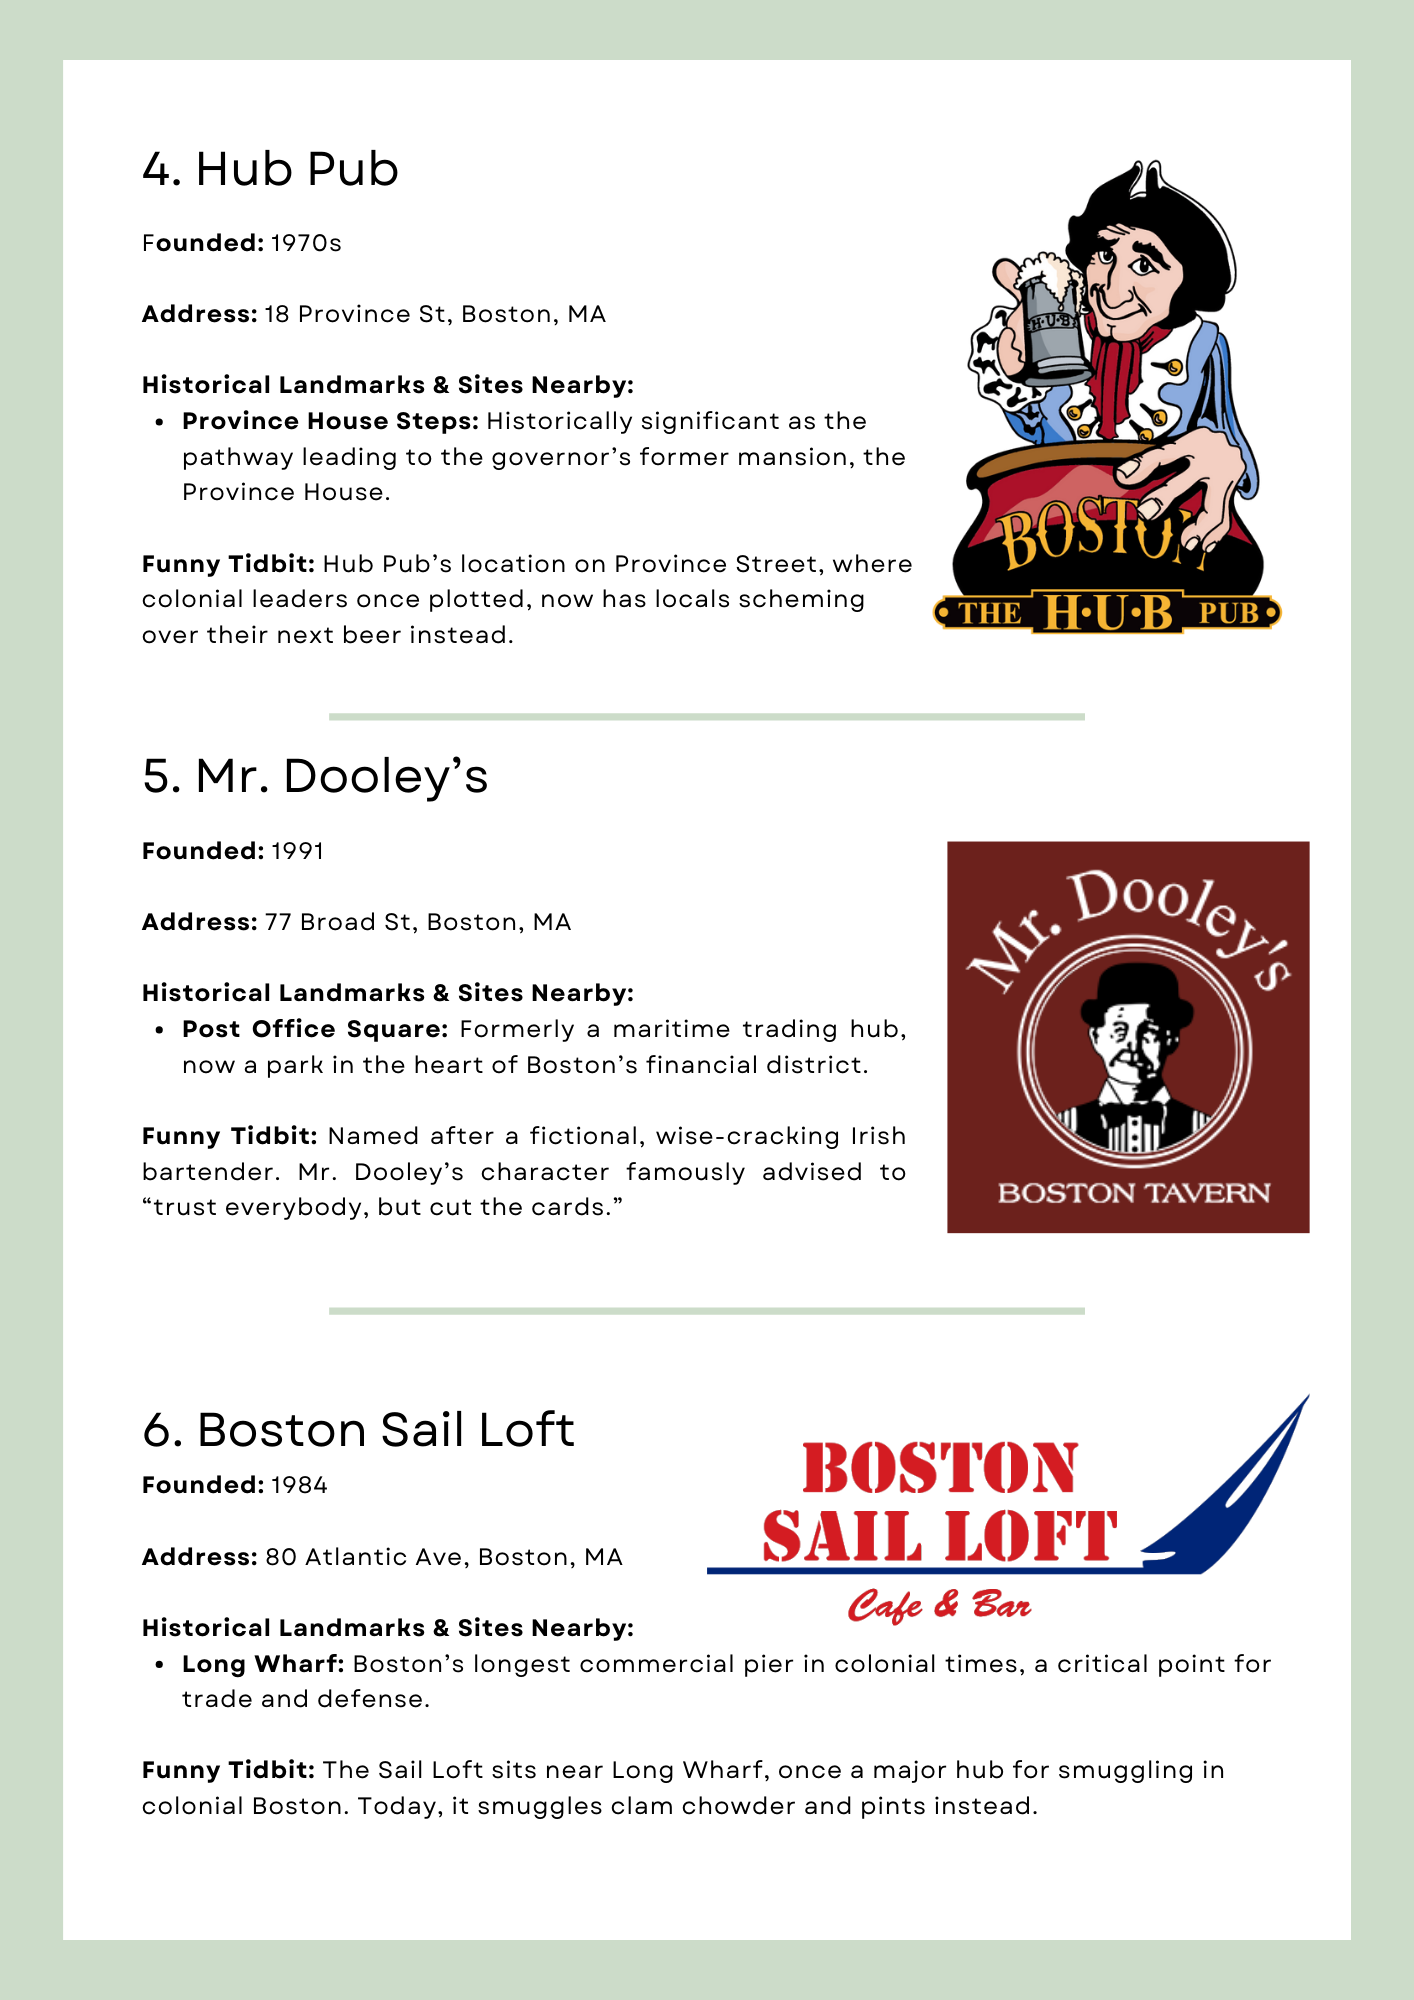 4. Hub Pub
Founded: 1970s
Address: 18 Province St, Boston, MA
Historical Landmarks & Sites Nearby:
• Province House Steps: Historically significant as the
pathway leading to the governor’s former mansion, the
Province House.
Funny Tidbit: Hub Pub’s location on Province Street, where
colonial leaders once plotted, now has locals scheming
over their next beer instead.
H·U·B
BOSTON
THE H·U·B PUB
5. Mr. Dooley’s
Founded: 1991
Address: 77 Broad St, Boston, MA
Historical Landmarks & Sites Nearby:
• Post Office Square: Formerly a maritime trading hub,
now a park in the heart of Boston’s financial district.
Funny Tidbit: Named after a fictional, wise-cracking Irish
bartender. Mr. Dooley’s character famously advised to
“trust everybody, but cut the cards.”
Mr. Dooley's
BOSTON TAVERN
6. Boston Sail Loft
Founded: 1984
Address: 80 Atlantic Ave, Boston, MA
BOSTON
SAIL LOFT
Cafe & Bar
Historical Landmarks & Sites Nearby:
• Long Wharf: Boston’s longest commercial pier in colonial times, a critical point for
trade and defense.
Funny Tidbit: The Sail Loft sits near Long Wharf, once a major hub for smuggling in
colonial Boston. Today, it smuggles clam chowder and pints instead.